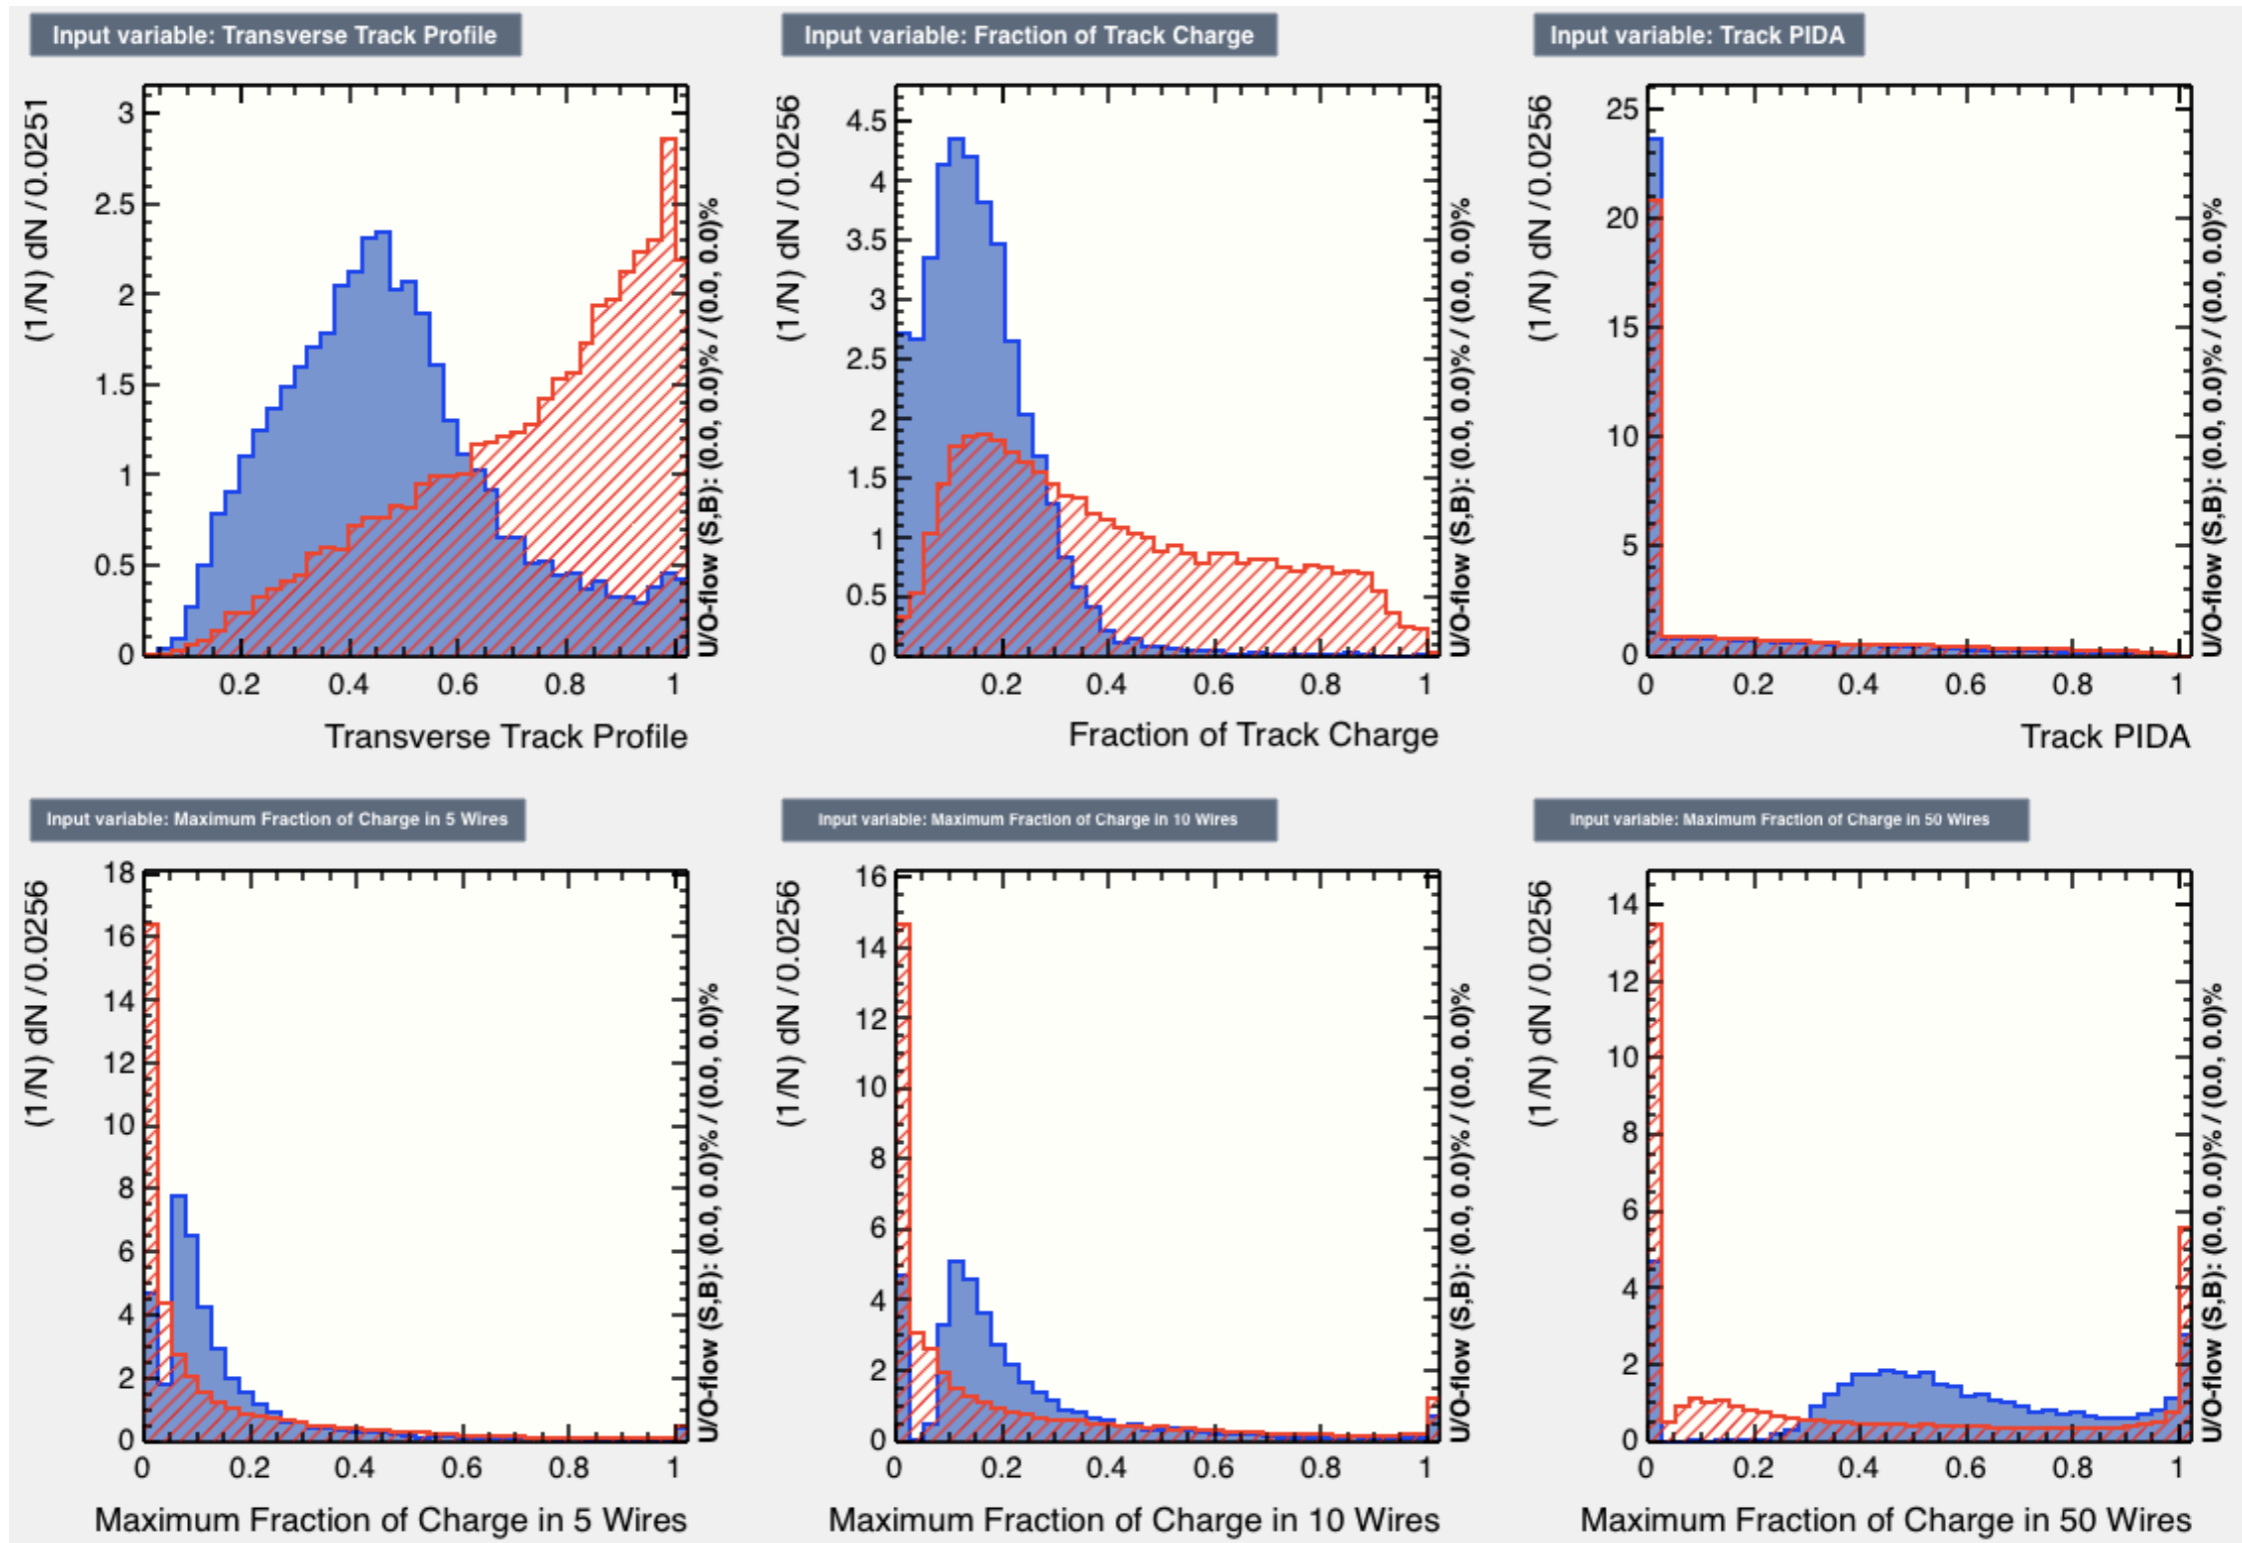 Input variable: Transverse Track Profile
(1/N) dN / 0.0251
3
2.5
2
1.5
1
0.5
0
0.2 0.4 0.6 0.8 1
Transverse Track Profile
U/O-flow (S,B): (0.0, 0.0)% / (0.0, 0.0)%
Input variable: Fraction of Track Charge
(1/N) dN / 0.0256
4.5
4
3.5
3
2.5
2
1.5
1
0.5
0
0.2 0.4 0.6 0.8 1
Fraction of Track Charge
U/O-flow (S,B): (0.0, 0.0)% / (0.0, 0.0)%
Input variable: Track PIDA
(1/N) dN / 0.0256
25
20
15
10
5
0
0 0.2 0.4 0.6 0.8 1
Track PIDA
U/O-flow (S,B): (0.0, 0.0)% / (0.0, 0.0)%
Input variable: Maximum Fraction of Charge in 5 Wires
(1/N) dN / 0.0256
18
16
14
12
10
8
6
4
2
0
0 0.2 0.4 0.6 0.8 1
Maximum Fraction of Charge in 5 Wires
U/O-flow (S,B): (0.0, 0.0)% / (0.0, 0.0)%
Input variable: Maximum Fraction of Charge in 10 Wires
(1/N) dN / 0.0256
16
14
12
10
8
6
4
2
0
0 0.2 0.4 0.6 0.8 1
Maximum Fraction of Charge in 10 Wires
U/O-flow (S,B): (0.0, 0.0)% / (0.0, 0.0)%
Input variable: Maximum Fraction of Charge in 50 Wires
(1/N) dN / 0.0256
14
12
10
8
6
4
2
0
0 0.2 0.4 0.6 0.8 1
Maximum Fraction of Charge in 50 Wires
U/O-flow (S,B): (0.0, 0.0)% / (0.0, 0.0)%